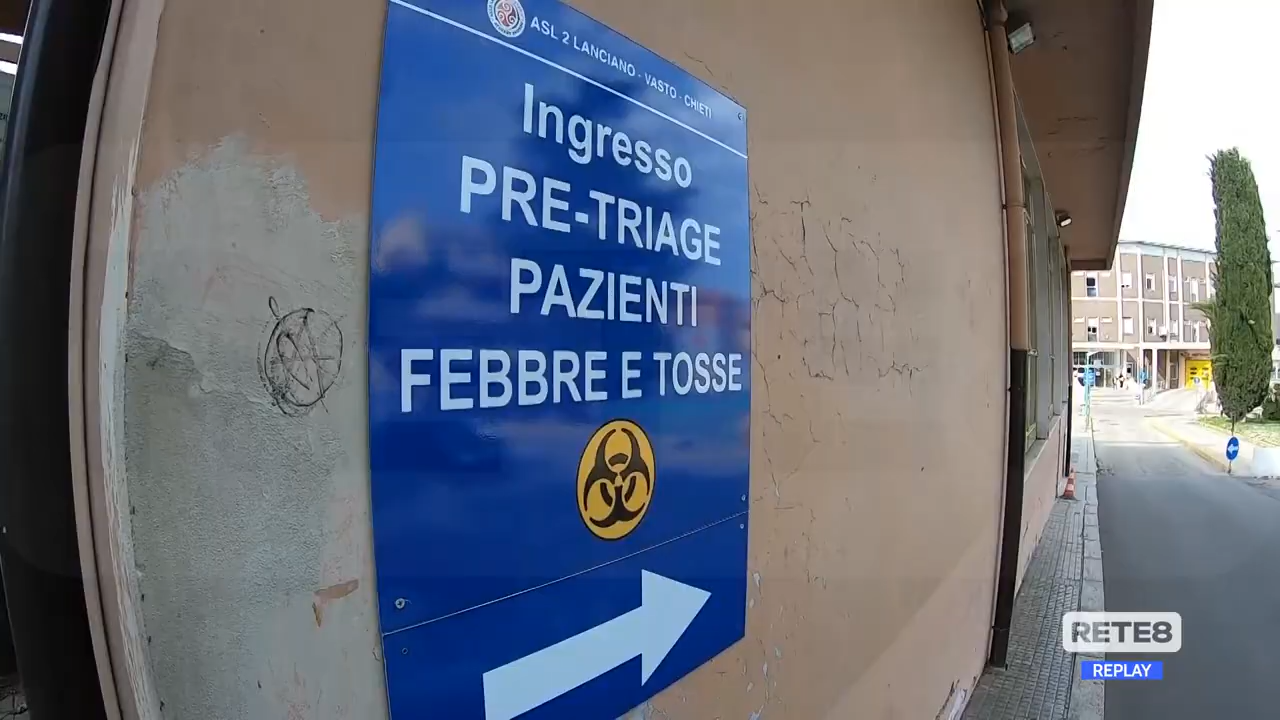 ASL 2 LANCIANO - VASTO - CHIETI
Ingresso
PRE-TRIAGE
PAZIENTI
FEBBRE E TOSSE
RETE8
REPLAY